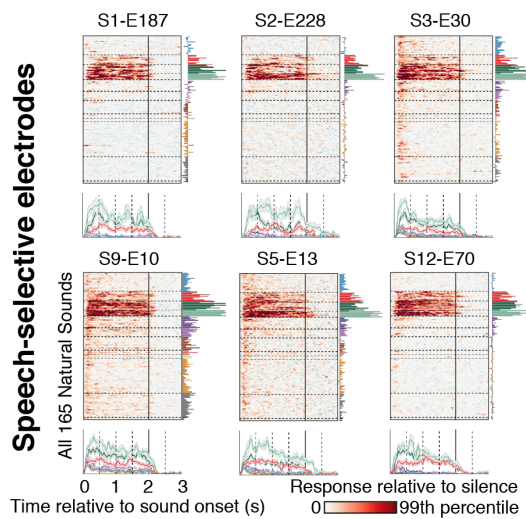 Speech-selective electrodes
S1-E187 S2-E228 S3-E30
S9-E10 S5-E13 S12-E70
All 165 Natural Sounds
0 1 2 3
Time relative to sound onset (s)
Response relative to silence
0 99th percentile